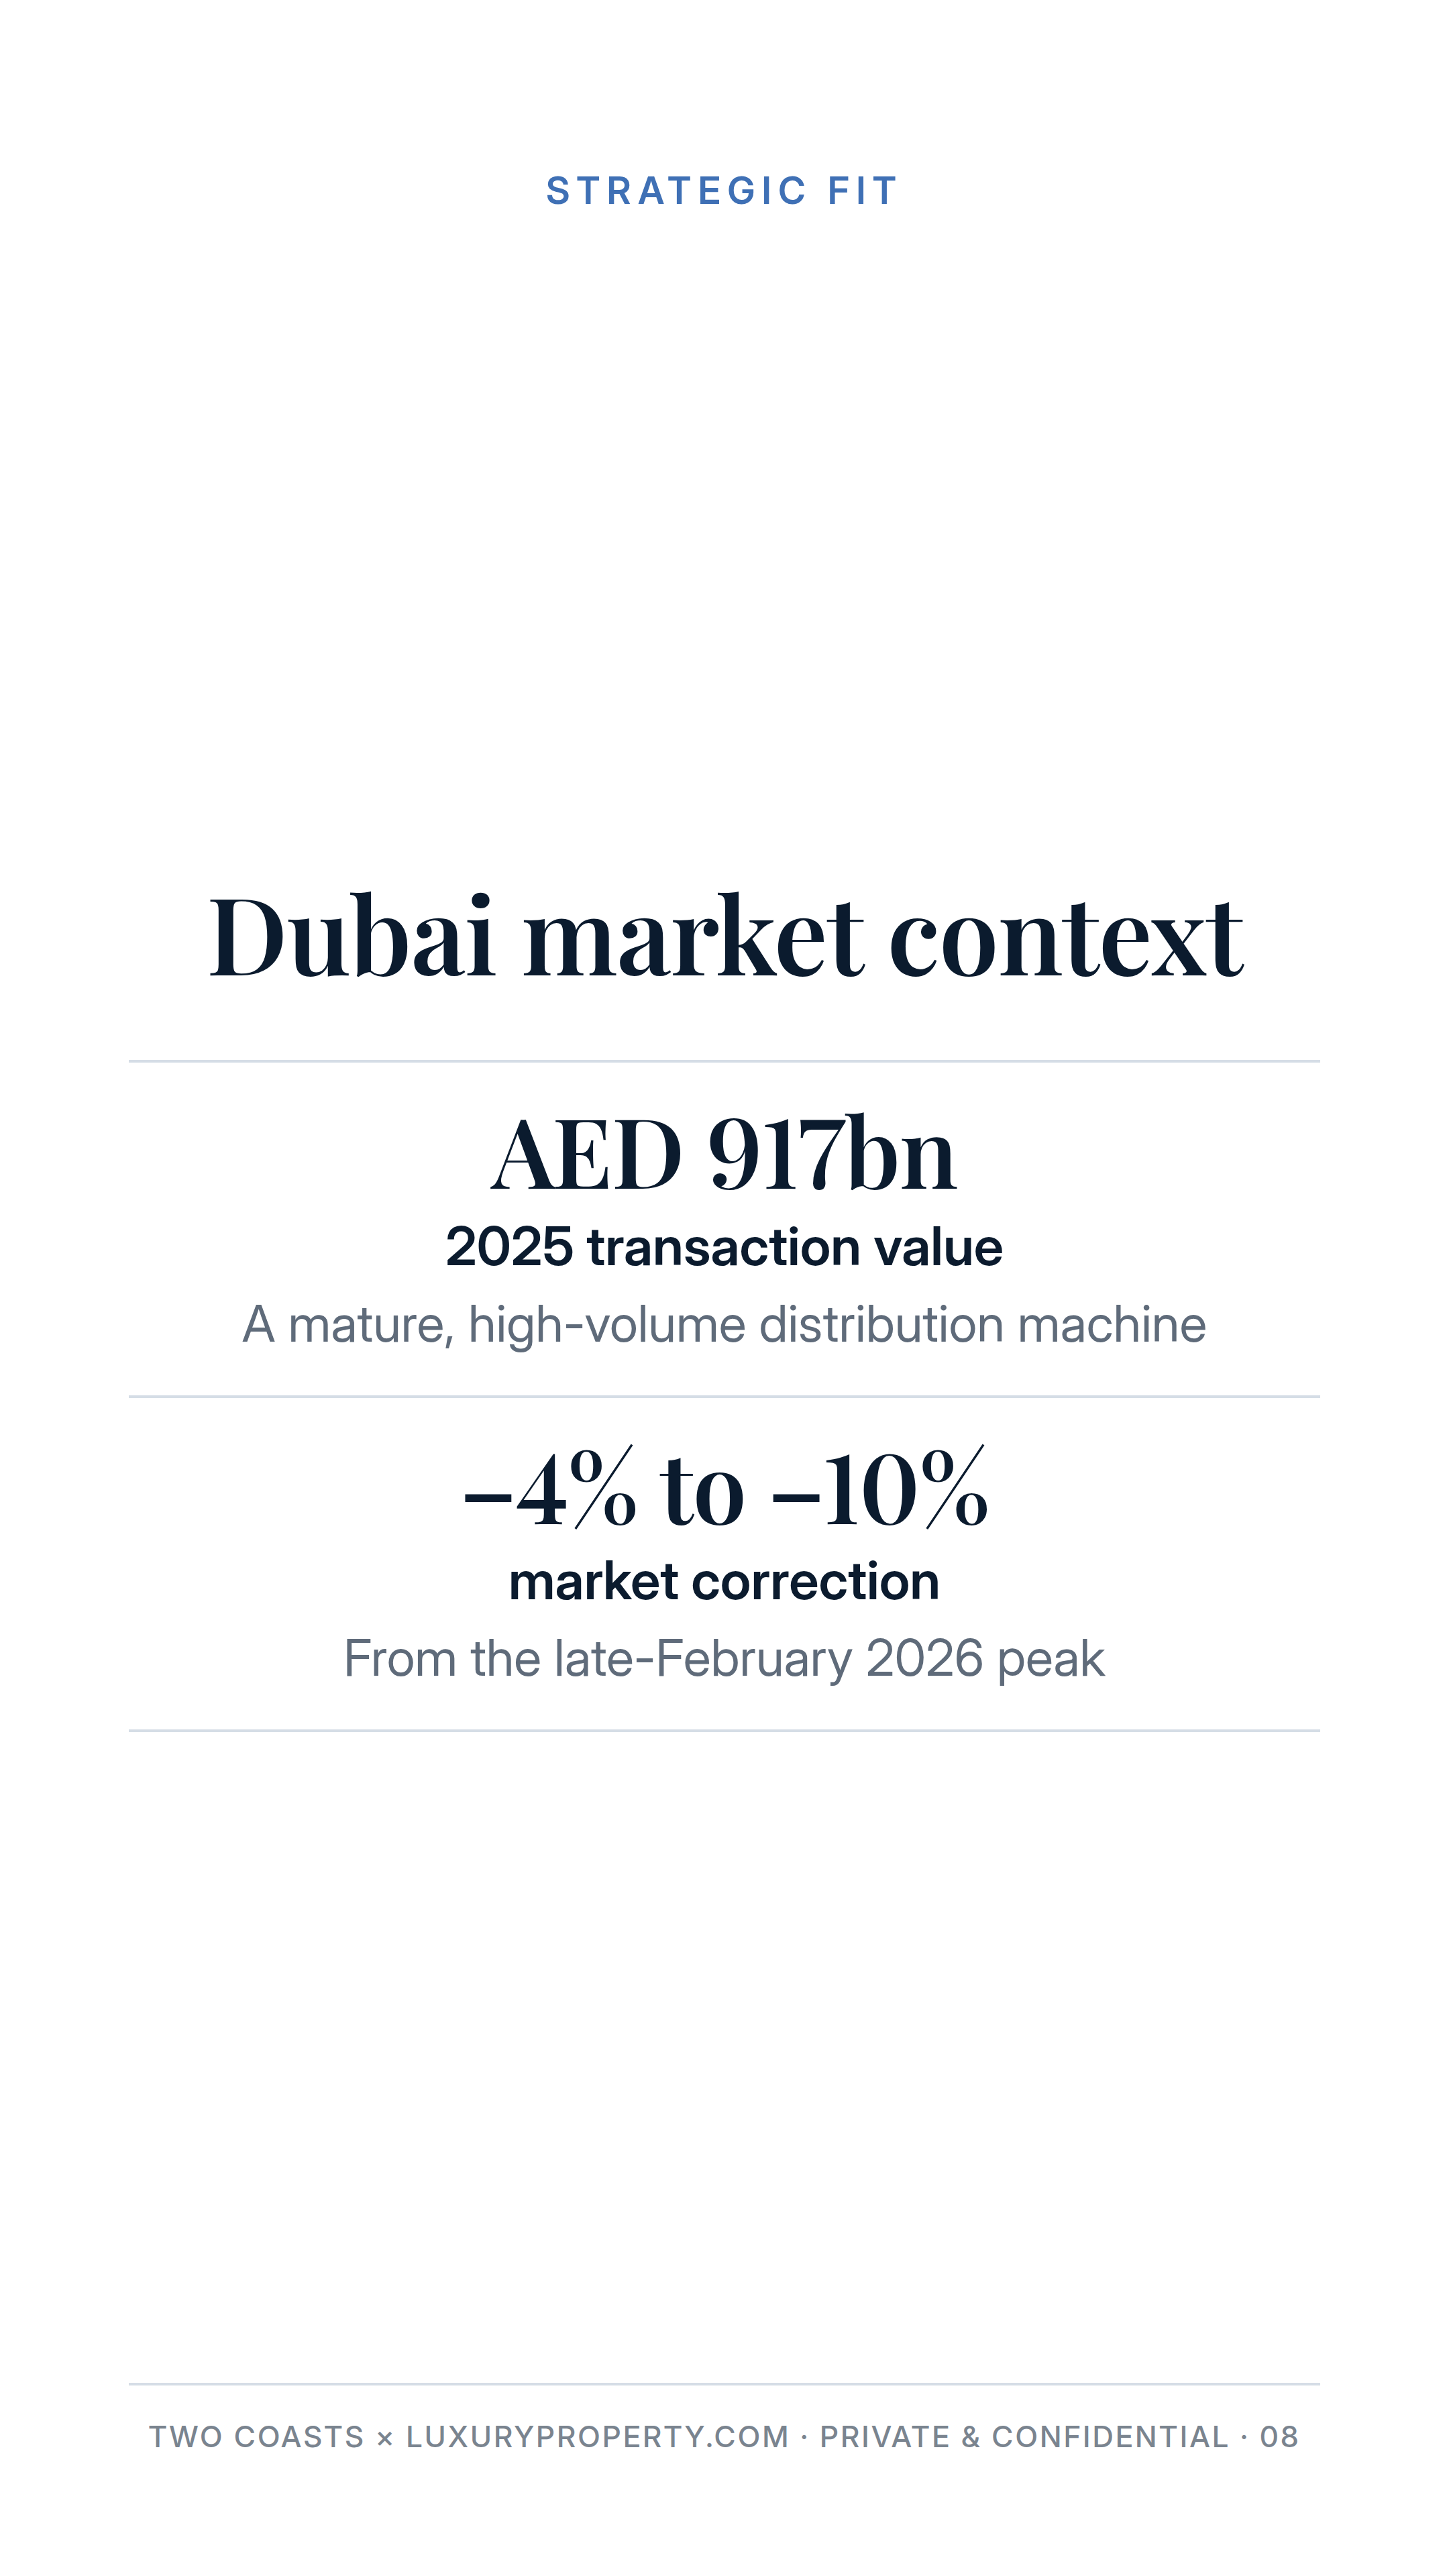 STRATEGIC FIT
Dubai market context
AED 917bn
2025 transaction value
A mature, high-volume distribution machine
–4% to –10%
market correction
From the late-February 2026 peak
TWO COASTS × LUXURYPROPERTY.COM · PRIVATE & CONFIDENTIAL · 08